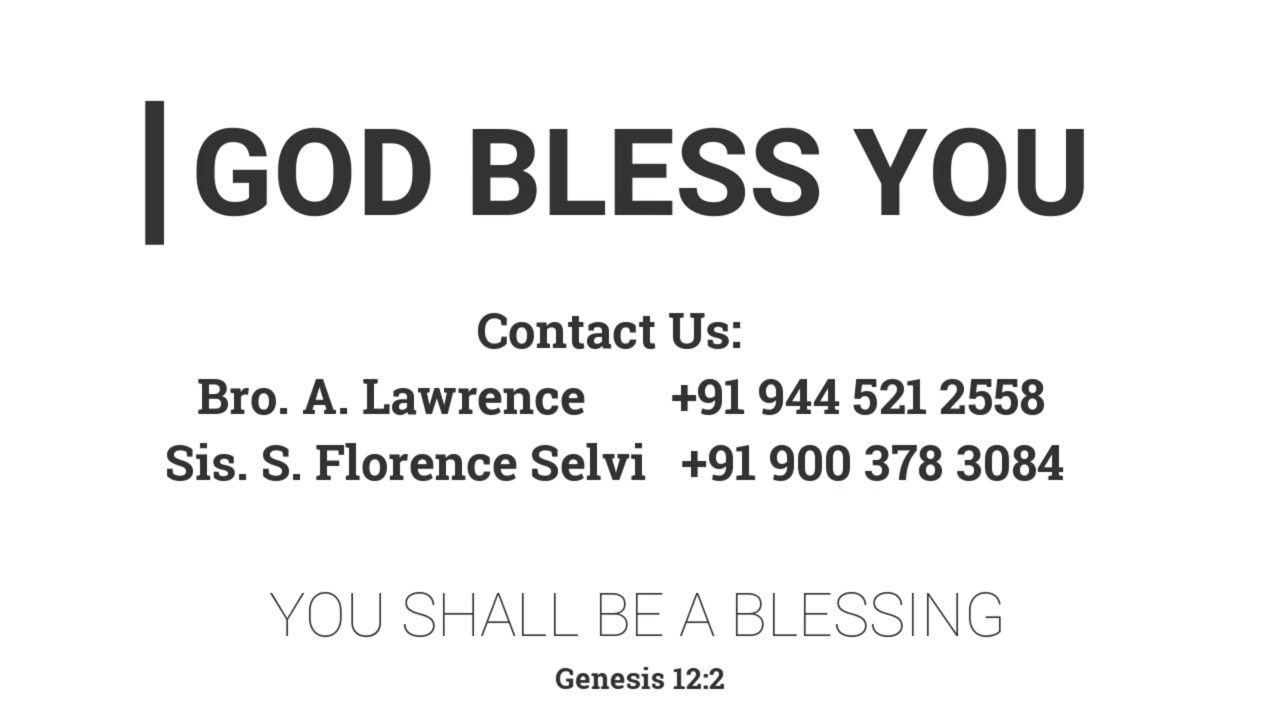 GOD BLESS YOU
Contact Us:
Bro. A. Lawrence +91 944 521 2558
Sis. S. Florence Selvi +91 900 378 3084
YOU SHALL BE A BLESSING
Genesis 12:2